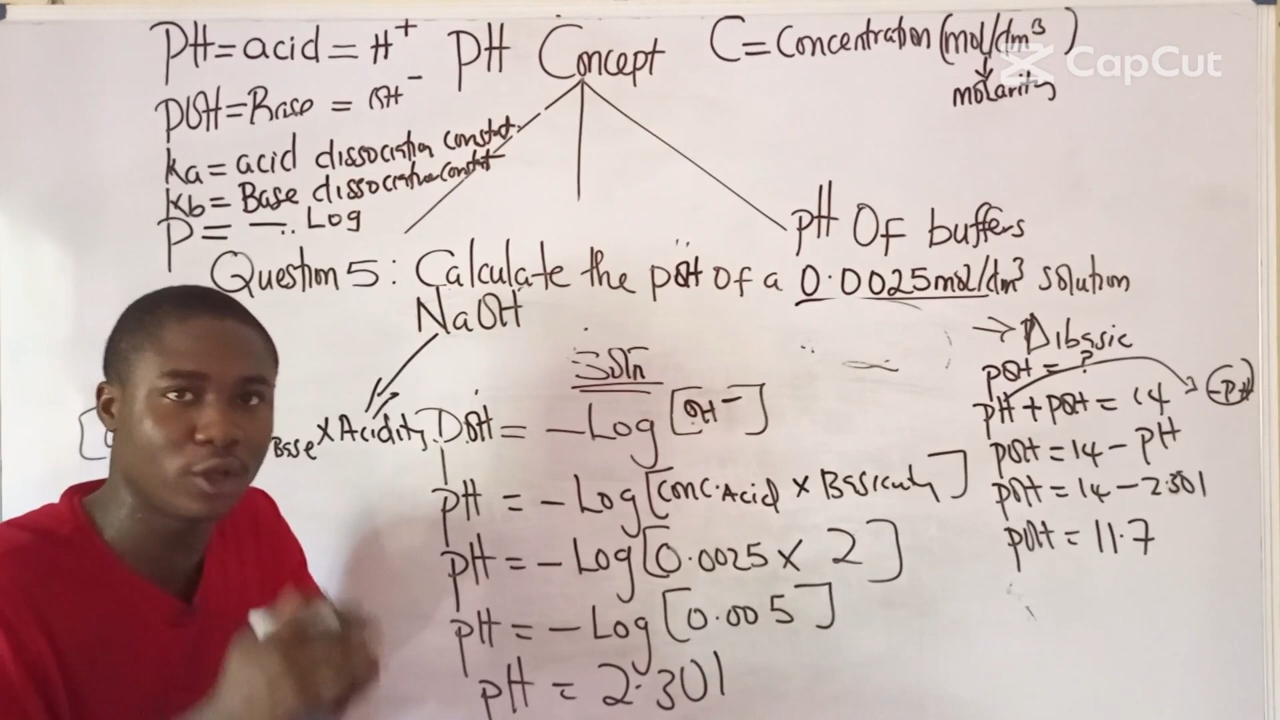 PH = acid = H⁺
pH Concept
C = Concentration (mol/dm³)
molarity
CapCut
POH = Base = OH⁻
Ka = acid dissociation constant
Kb = Base dissociation constant
P = - Log
pH Of buffers
Question 5: Calculate the pOH of a 0.0025mol/dm³ solution
NaOH
Soln
Base × Acidity
POH = -Log [OH⁻]
pH = -Log [conc. Acid × Basicity]
pH = -Log [0.0025 × 2]
pH = -Log [0.005]
pH = 2.301
→ Dibasic
pOH = ?
pH + pOH = 14
-pH
pOH = 14 - pH
pOH = 14 - 2.301
pOH = 11.7